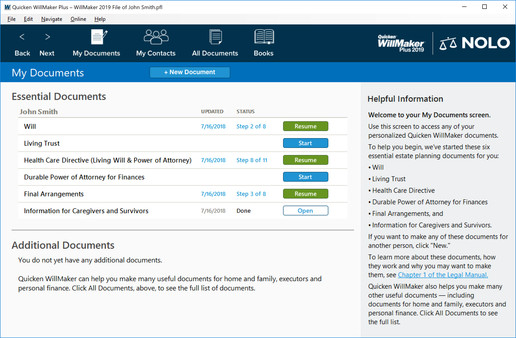 Quicken WillMaker Plus – WillMaker 2019 File of John Smith.pfl
File Edit Navigate Online Help
Back Next My Documents My Contacts All Documents Books
Quicken
WillMaker
Plus 2019
NOLO
My Documents + New Document
Essential Documents
John Smith UPDATED STATUS
Will 7/16/2018 Step 2 of 8 Resume
Living Trust Start
Health Care Directive (Living Will & Power of Attorney) 7/16/2018 Step 8 of 11 Resume
Durable Power of Attorney for Finances Start
Final Arrangements 7/16/2018 Step 3 of 8 Resume
Information for Caregivers and Survivors 7/16/2018 Done Open
Additional Documents
You do not yet have any additional documents.
Quicken WillMaker can help you make many useful documents for home and family, executors and
personal finance. Click All Documents, above, to see the full list of documents.
Helpful Information
Welcome to your My Documents screen.
Use this screen to access any of your
personalized Quicken WillMaker documents.
To help you begin, we've started these six
essential estate planning documents for you:
• Will
• Living Trust
• Health Care Directive
• Durable Power of Attorney for Finances
• Final Arrangements, and
• Information for Caregivers and Survivors.
If you want to make any of these documents for
another person, click "New."
To learn more about these documents, how
they work and why you may want to make
them, see Chapter 1 of the Legal Manual.
Quicken WillMaker also helps you make many
other useful documents — including
documents for home and family, executors and
personal finance. Click All Documents to see
the full list.